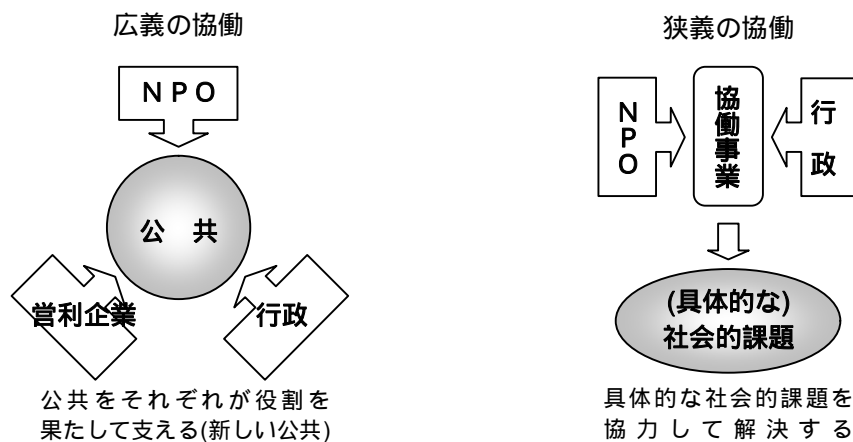 広義の協働
NPO
公共
営利企業
行政
公共をそれぞれが役割を
果たして支える(新しい公共)
狭義の協働
NPO
協働事業
行政
(具体的な)
社会的課題
具体的な社会的課題を
協力して解決する